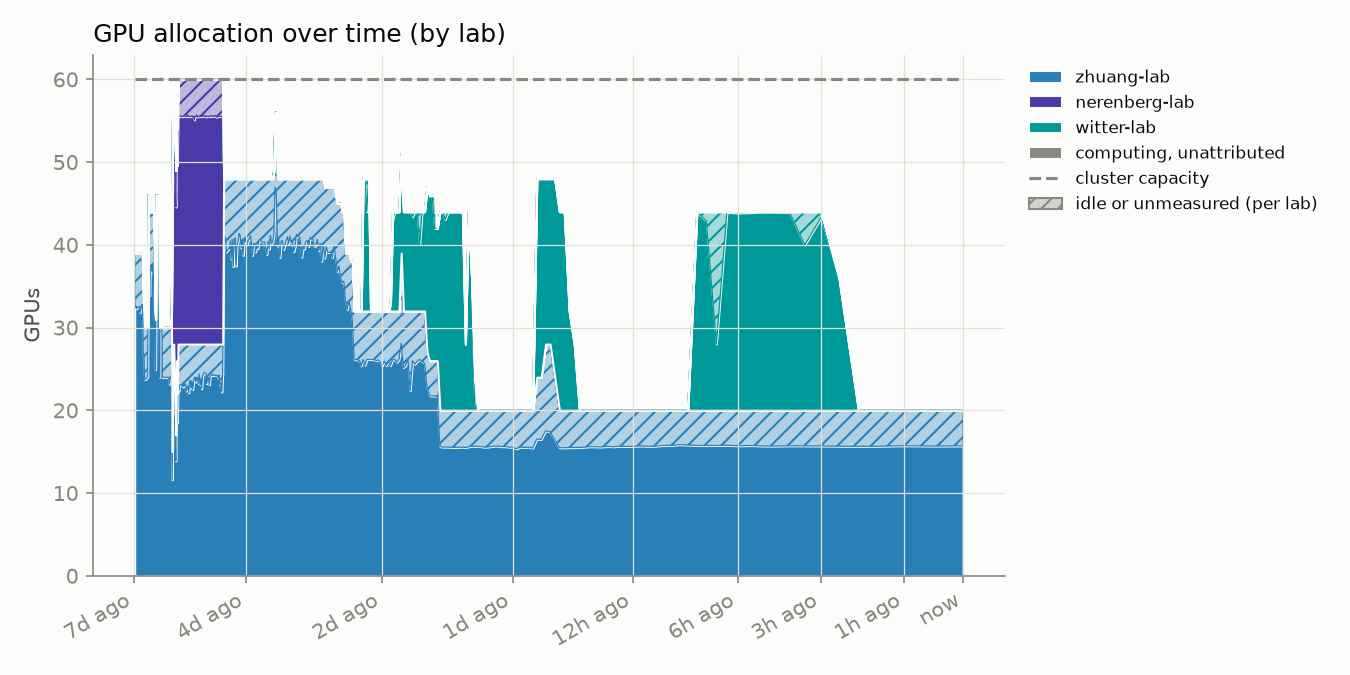 GPU allocation over time (by lab)
60
50
40
30
20
10
0
GPUs
7d ago
4d ago
2d ago
1d ago
12h ago
6h ago
3h ago
1h ago
now
zhuang-lab
nerenberg-lab
witter-lab
computing, unattributed
cluster capacity
idle or unmeasured (per lab)